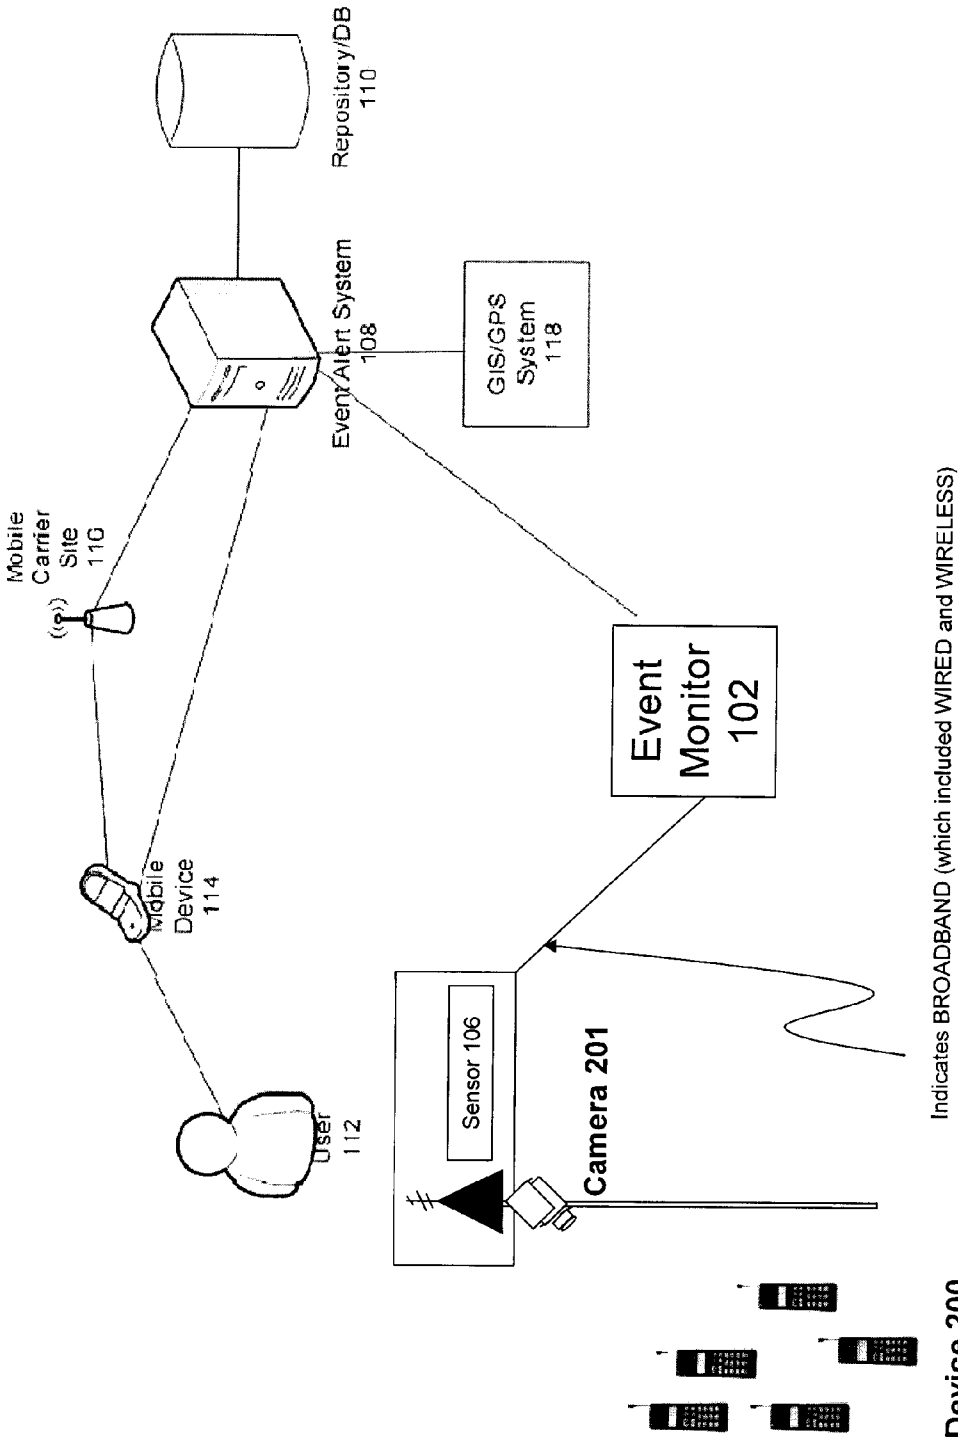 Mobile
Carrier
Site
116
Mobile
Device
114
User
112
Event Alert System
108
Repository/DB
110
Sensor 106
GIS/GPS
System
118
Camera 201
Event
Monitor
102
Indicates BROADBAND (which included WIRED and WIRELESS)
Device 200